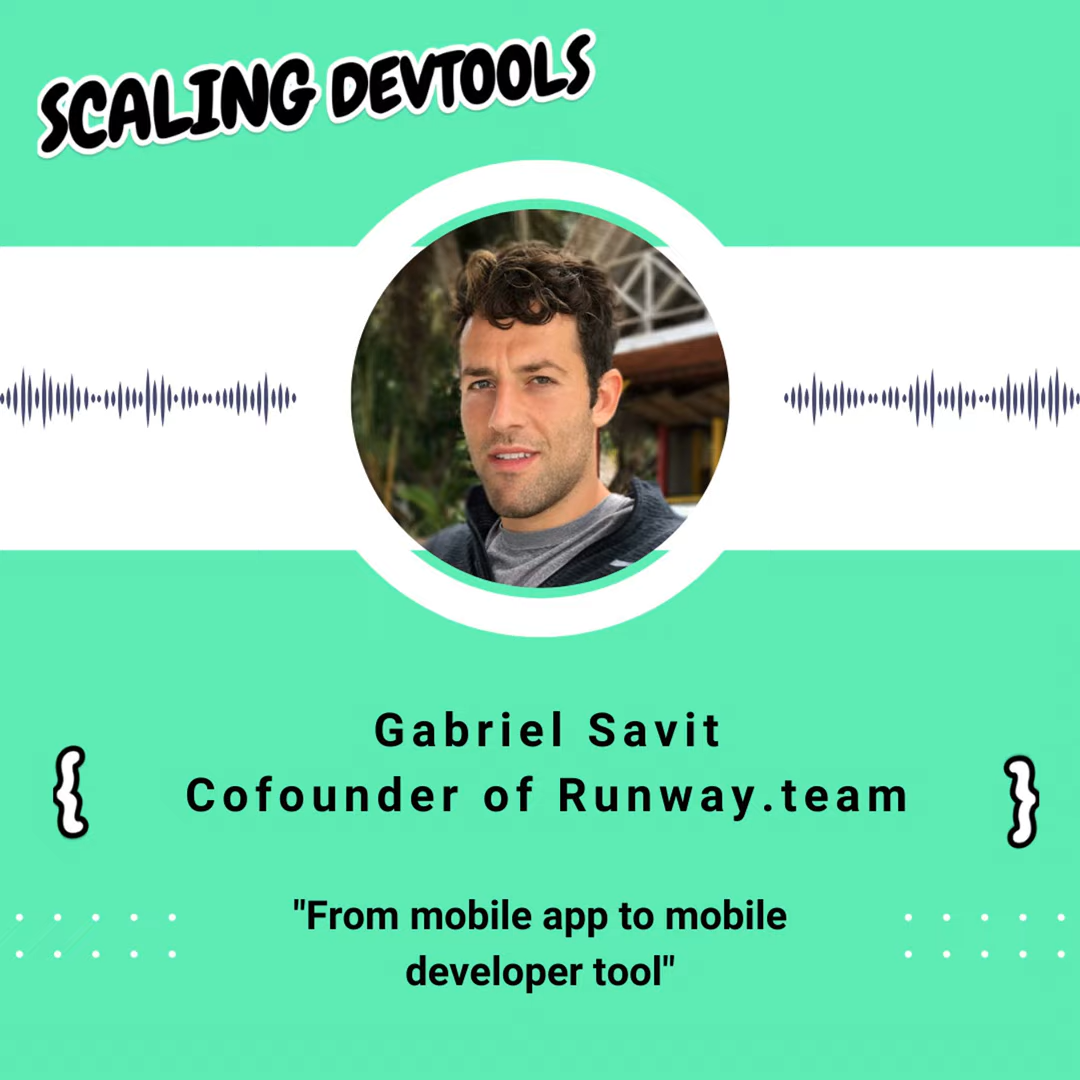 SCALING DEVTOOLS
Gabriel Savit
{ Cofounder of Runway.team }
"From mobile app to mobile
developer tool"